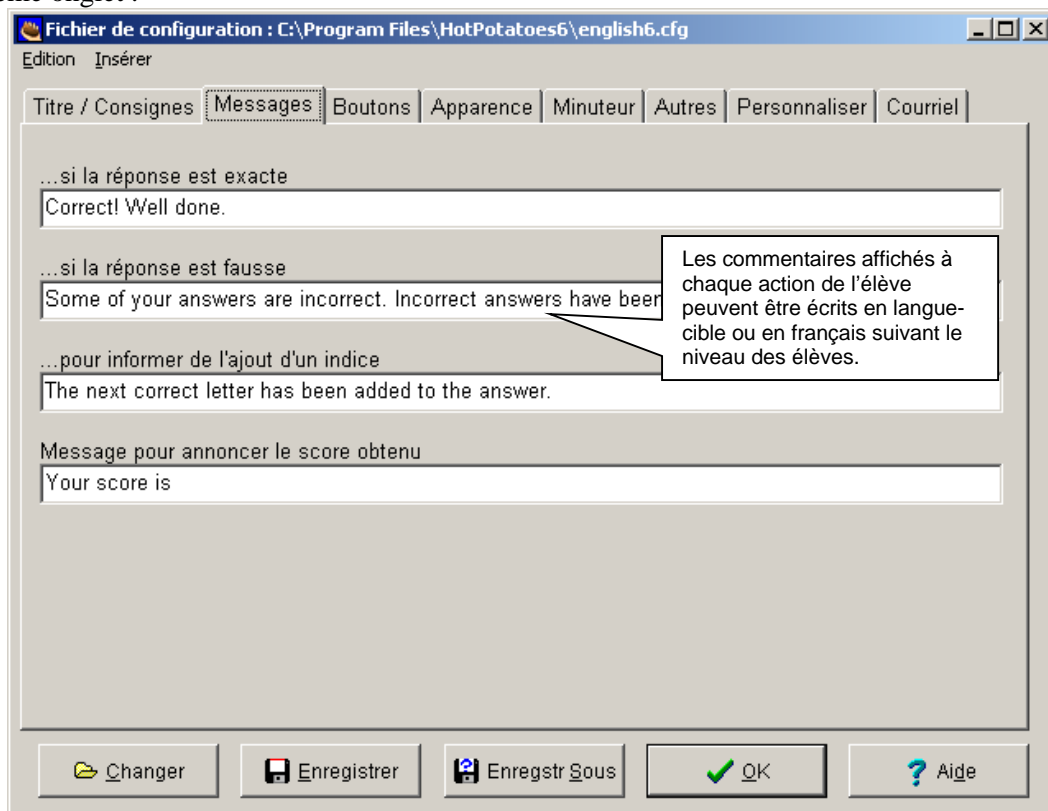 Fichier de configuration : C:\Program Files\HotPotatoes6\english6.cfg
Edition Insérer
Titre / Consignes Messages Boutons Apparence Minuteur Autres Personnaliser Courriel
...si la réponse est exacte
Correct! Well done.
...si la réponse est fausse
Some of your answers are incorrect. Incorrect answers have been
Les commentaires affichés à
chaque action de l'élève
peuvent être écrits en langue-
cible ou en français suivant le
niveau des élèves.
...pour informer de l'ajout d'un indice
The next correct letter has been added to the answer.
Message pour annoncer le score obtenu
Your score is
Changer Enregistrer Enregstr Sous OK Aide